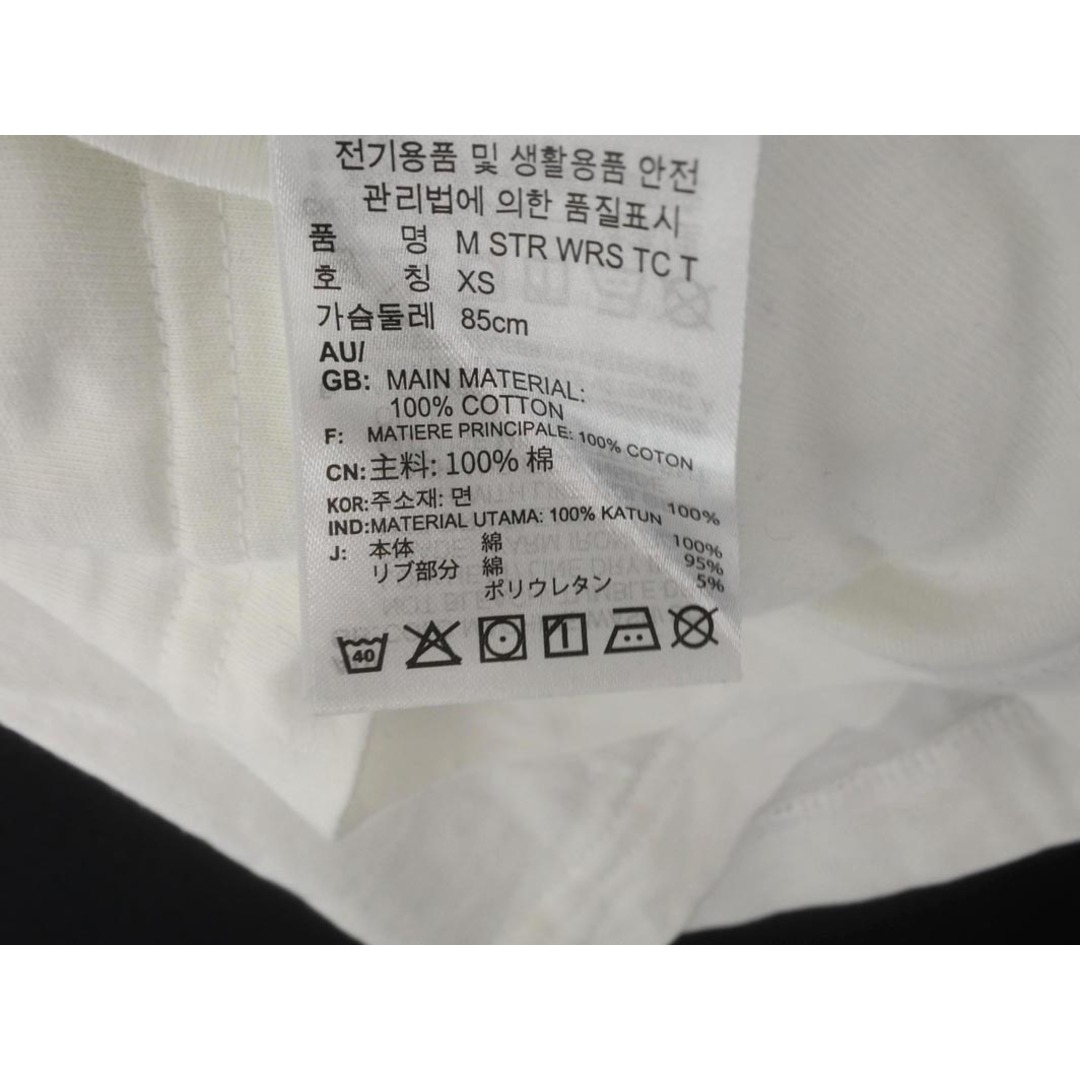 전기용품 및 생활용품 안전
관리법에 의한 품질표시
품 명 M STR WRS TC T
호 칭 XS
가슴둘레 85cm
AU/
GB: MAIN MATERIAL:
100% COTTON
F: MATIERE PRINCIPALE: 100% COTON
CN:主料: 100% 棉
KOR:주소재: 면 100%
IND:MATERIAL UTAMA: 100% KATUN
J: 本体 綿 100%
リブ部分 綿 95%
ポリウレタン 5%
40